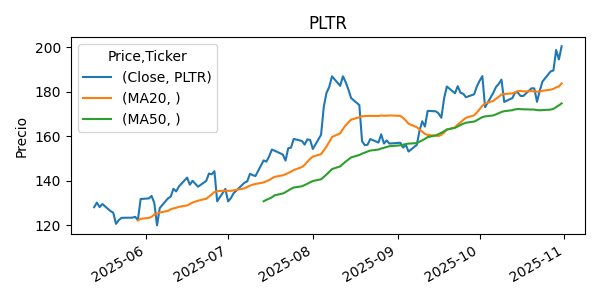 PLTR
Price,Ticker
(Close, PLTR)
(MA20, )
(MA50, )
Precio
200
180
160
140
120
2025-06
2025-07
2025-08
2025-09
2025-10
2025-11